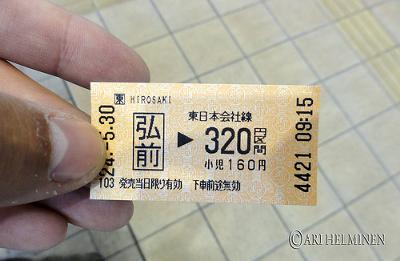 東 HIROSAKI
東日本会社線
弘前 ▶ 320円区間
小児160円
24.-5.30
4421 09:15
103 発売当日限り有効 下車前途無効
©ARI HELMINEN